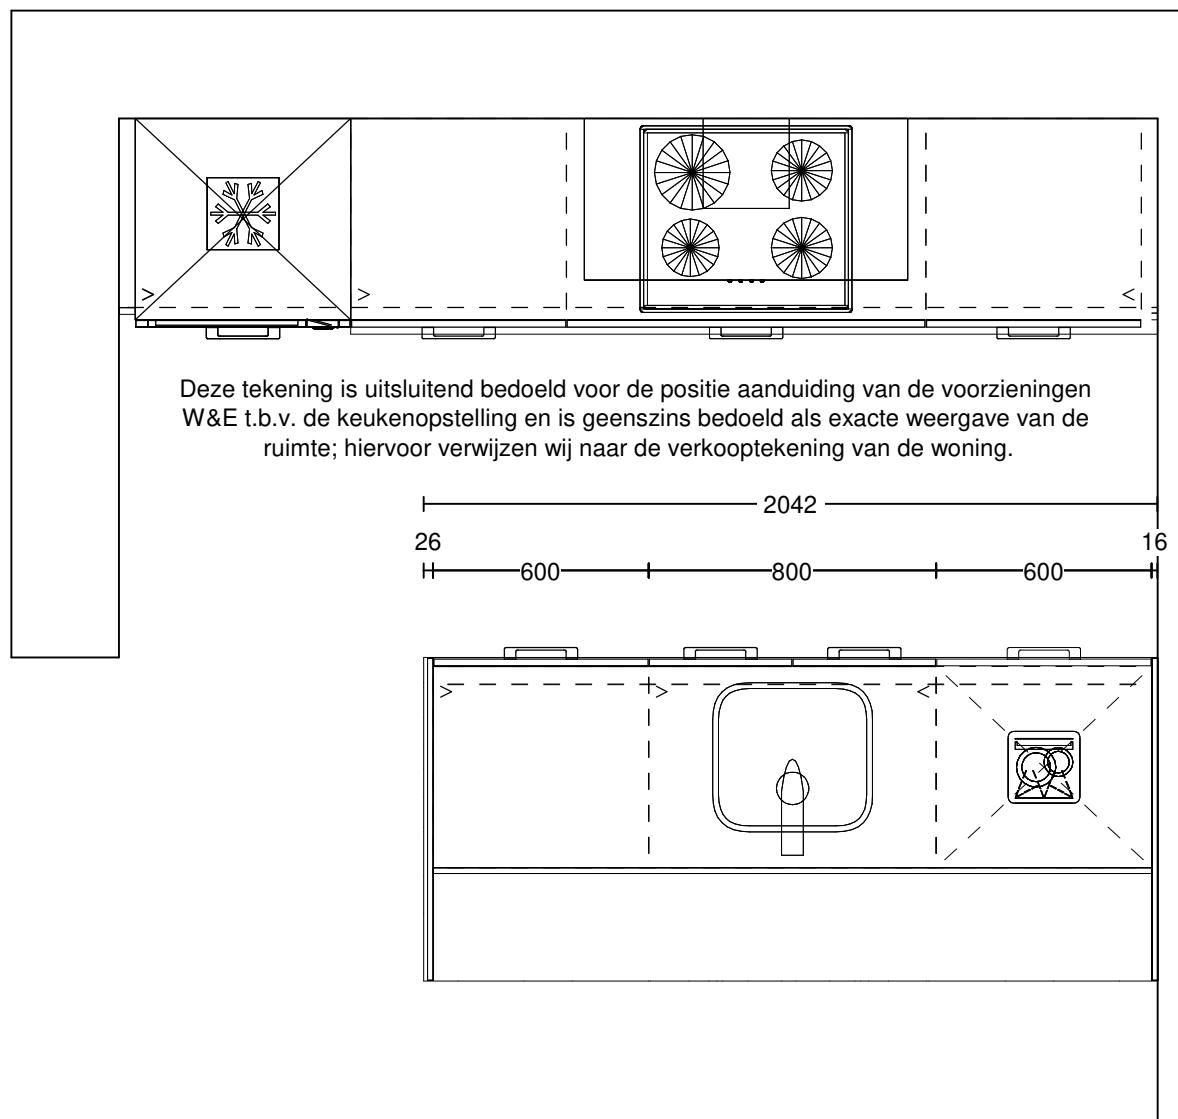 Deze tekening is uitsluitend bedoeld voor de positie aanduiding van de voorzieningen
W&E t.b.v. de keukenopstelling en is geenszins bedoeld als exacte weergave van de
ruimte; hiervoor verwijzen wij naar de verkooptekening van de woning.
2042
26 16
600 800 600